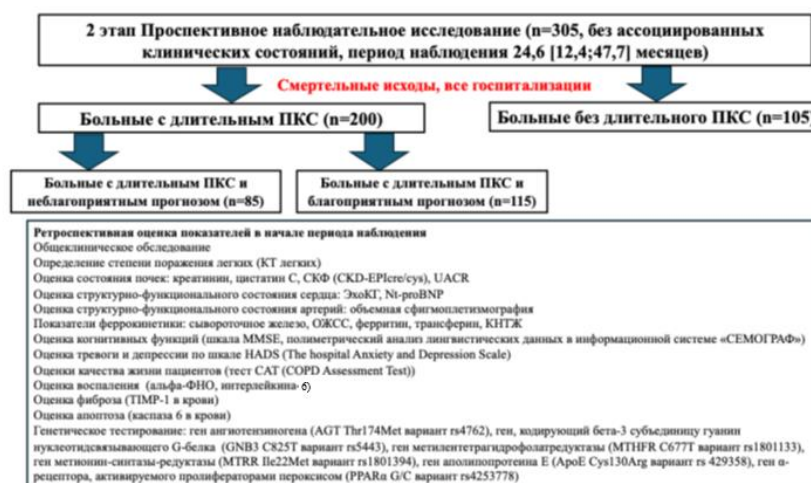 2 этап Проспективное наблюдательное исследование (n=305, без ассоциированных
клинических состояний, период наблюдения 24,6 [12,4;47,7] месяцев)
Смертельные исходы, все госпитализации
Больные с длительным ПКС (n=200)
Больные без длительного ПКС (n=105)
Больные с длительным ПКС и
неблагоприятным прогнозом (n=85)
Больные с длительным ПКС и
благоприятным прогнозом (n=115)
Ретроспективная оценка показателей в начале периода наблюдения
Общеклиническое обследование
Определение степени поражения легких (КТ легких)
Оценка состояния почек: креатинин, цистатин С, СКФ (CKD-EPIcre/cys), UACR
Оценка структурно-функционального состояния сердца: ЭхоКГ, Nt-proBNP
Оценка структурно-функционального состояния артерий: объемная сфигмоплетизмография
Показатели феррокинетики: сывороточное железо, ОЖСС, ферритин, трансферин, КНТЖ
Оценка когнитивных функций (шкала MMSE, полиметрический анализ лингвистических данных в информационной системе «СЕМОГРАФ»)
Оценка тревоги и депрессии по шкале HADS (The hospital Anxiety and Depression Scale)
Оценки качества жизни пациентов (тест CAT (COPD Assessment Test))
Оценка воспаления (альфа-ФНО, интерлейкина-6)
Оценка фиброза (TIMP-1 в крови)
Оценка апоптоза (каспаза 6 в крови)
Генетическое тестирование: ген ангиотензиногена (AGT Thr174Met вариант rs4762), ген, кодирующий бета-3 субъединицу гуанин
нуклеотидсвязывающего G-белка (GNB3 C825T вариант rs5443), ген метилентетрагидрофолатредуктазы (MTHFR C677T вариант rs1801133),
ген метионин-синтазы-редуктазы (MTRR Ile22Met вариант rs1801394), ген аполипопротеина Е (ApoE Cys130Arg вариант rs 429358), ген α-
рецептора, активируемого пролифераторами пероксисом (PPARα G/C вариант rs4253778)